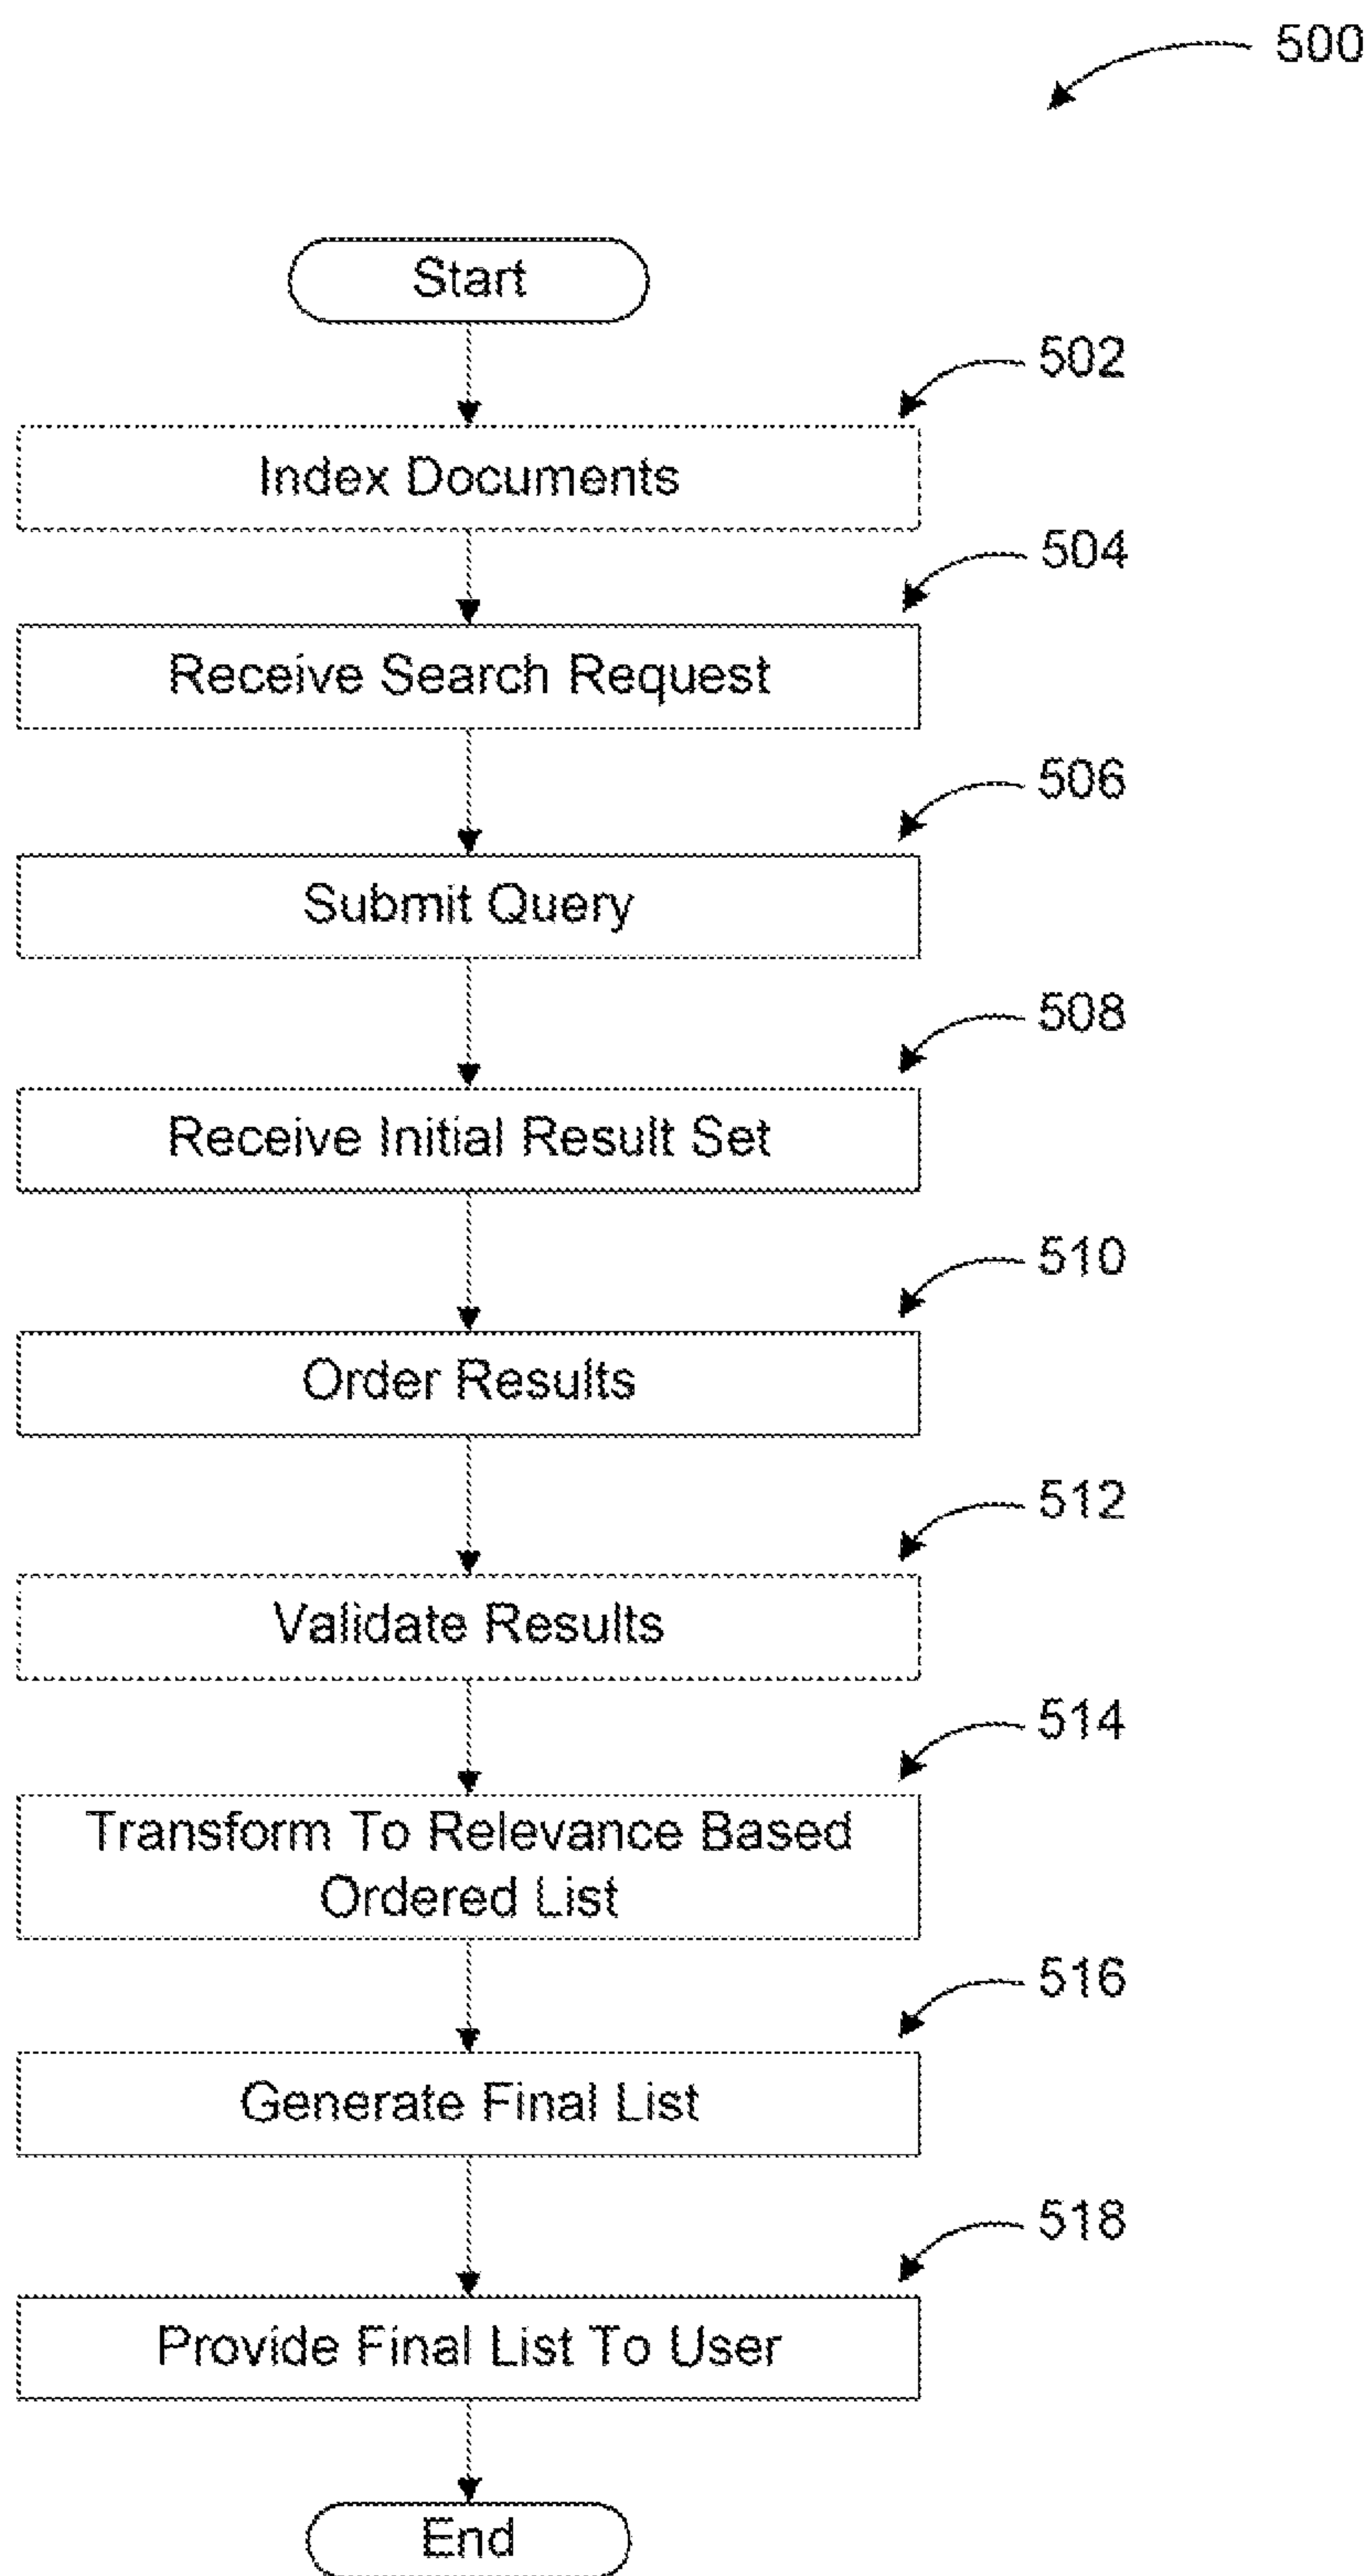 500
Start
502
Index Documents
504
Receive Search Request
506
Submit Query
508
Receive Initial Result Set
510
Order Results
512
Validate Results
514
Transform To Relevance Based
Ordered List
516
Generate Final List
518
Provide Final List To User
End